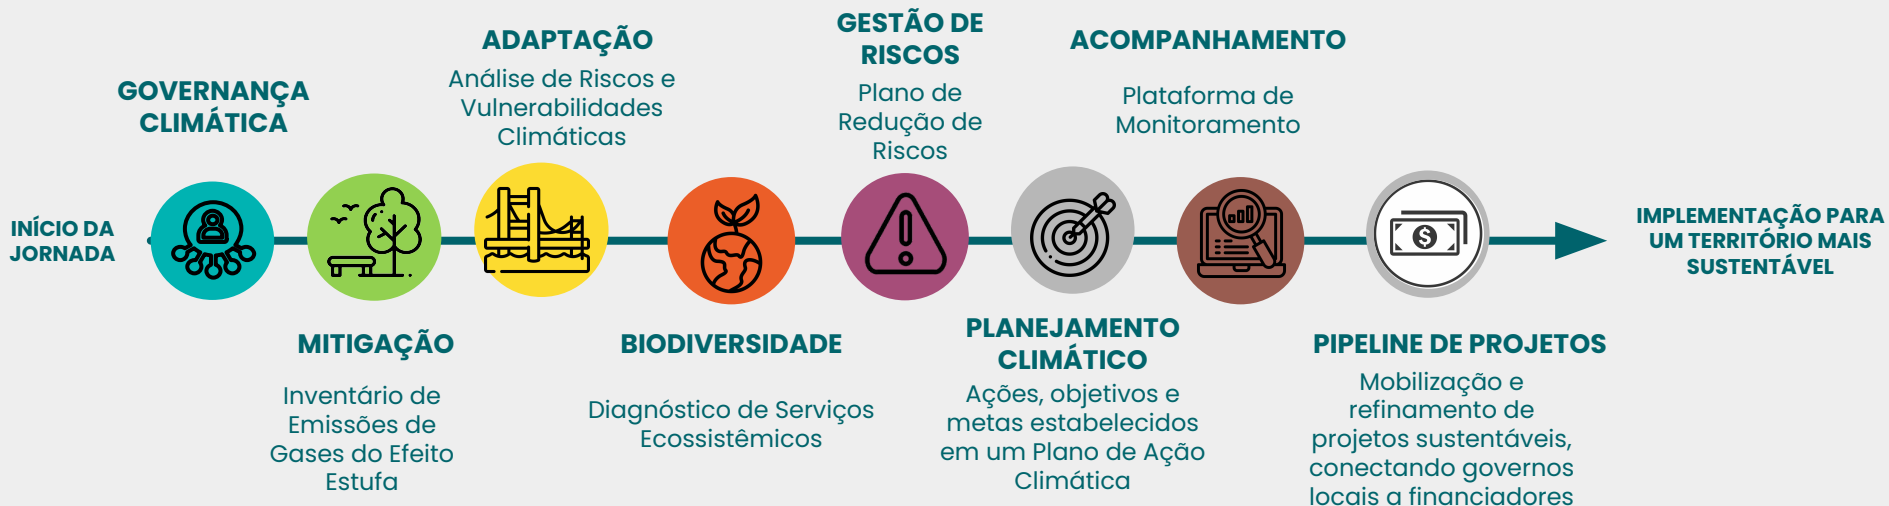 INÍCIO DA
JORNADA
GOVERNANÇA
CLIMÁTICA
MITIGAÇÃO
Inventário de
Emissões de
Gases do Efeito
Estufa
ADAPTAÇÃO
Análise de Riscos e
Vulnerabilidades
Climáticas
BIODIVERSIDADE
Diagnóstico de Serviços
Ecossistêmicos
GESTÃO DE
RISCOS
Plano de
Redução de
Riscos
PLANEJAMENTO
CLIMÁTICO
Ações, objetivos e
metas estabelecidos
em um Plano de Ação
Climática
ACOMPANHAMENTO
Plataforma de
Monitoramento
$
PIPELINE DE PROJETOS
Mobilização e
refinamento de
projetos sustentáveis,
conectando governos
locais a financiadores
IMPLEMENTAÇÃO PARA
UM TERRITÓRIO MAIS
SUSTENTÁVEL